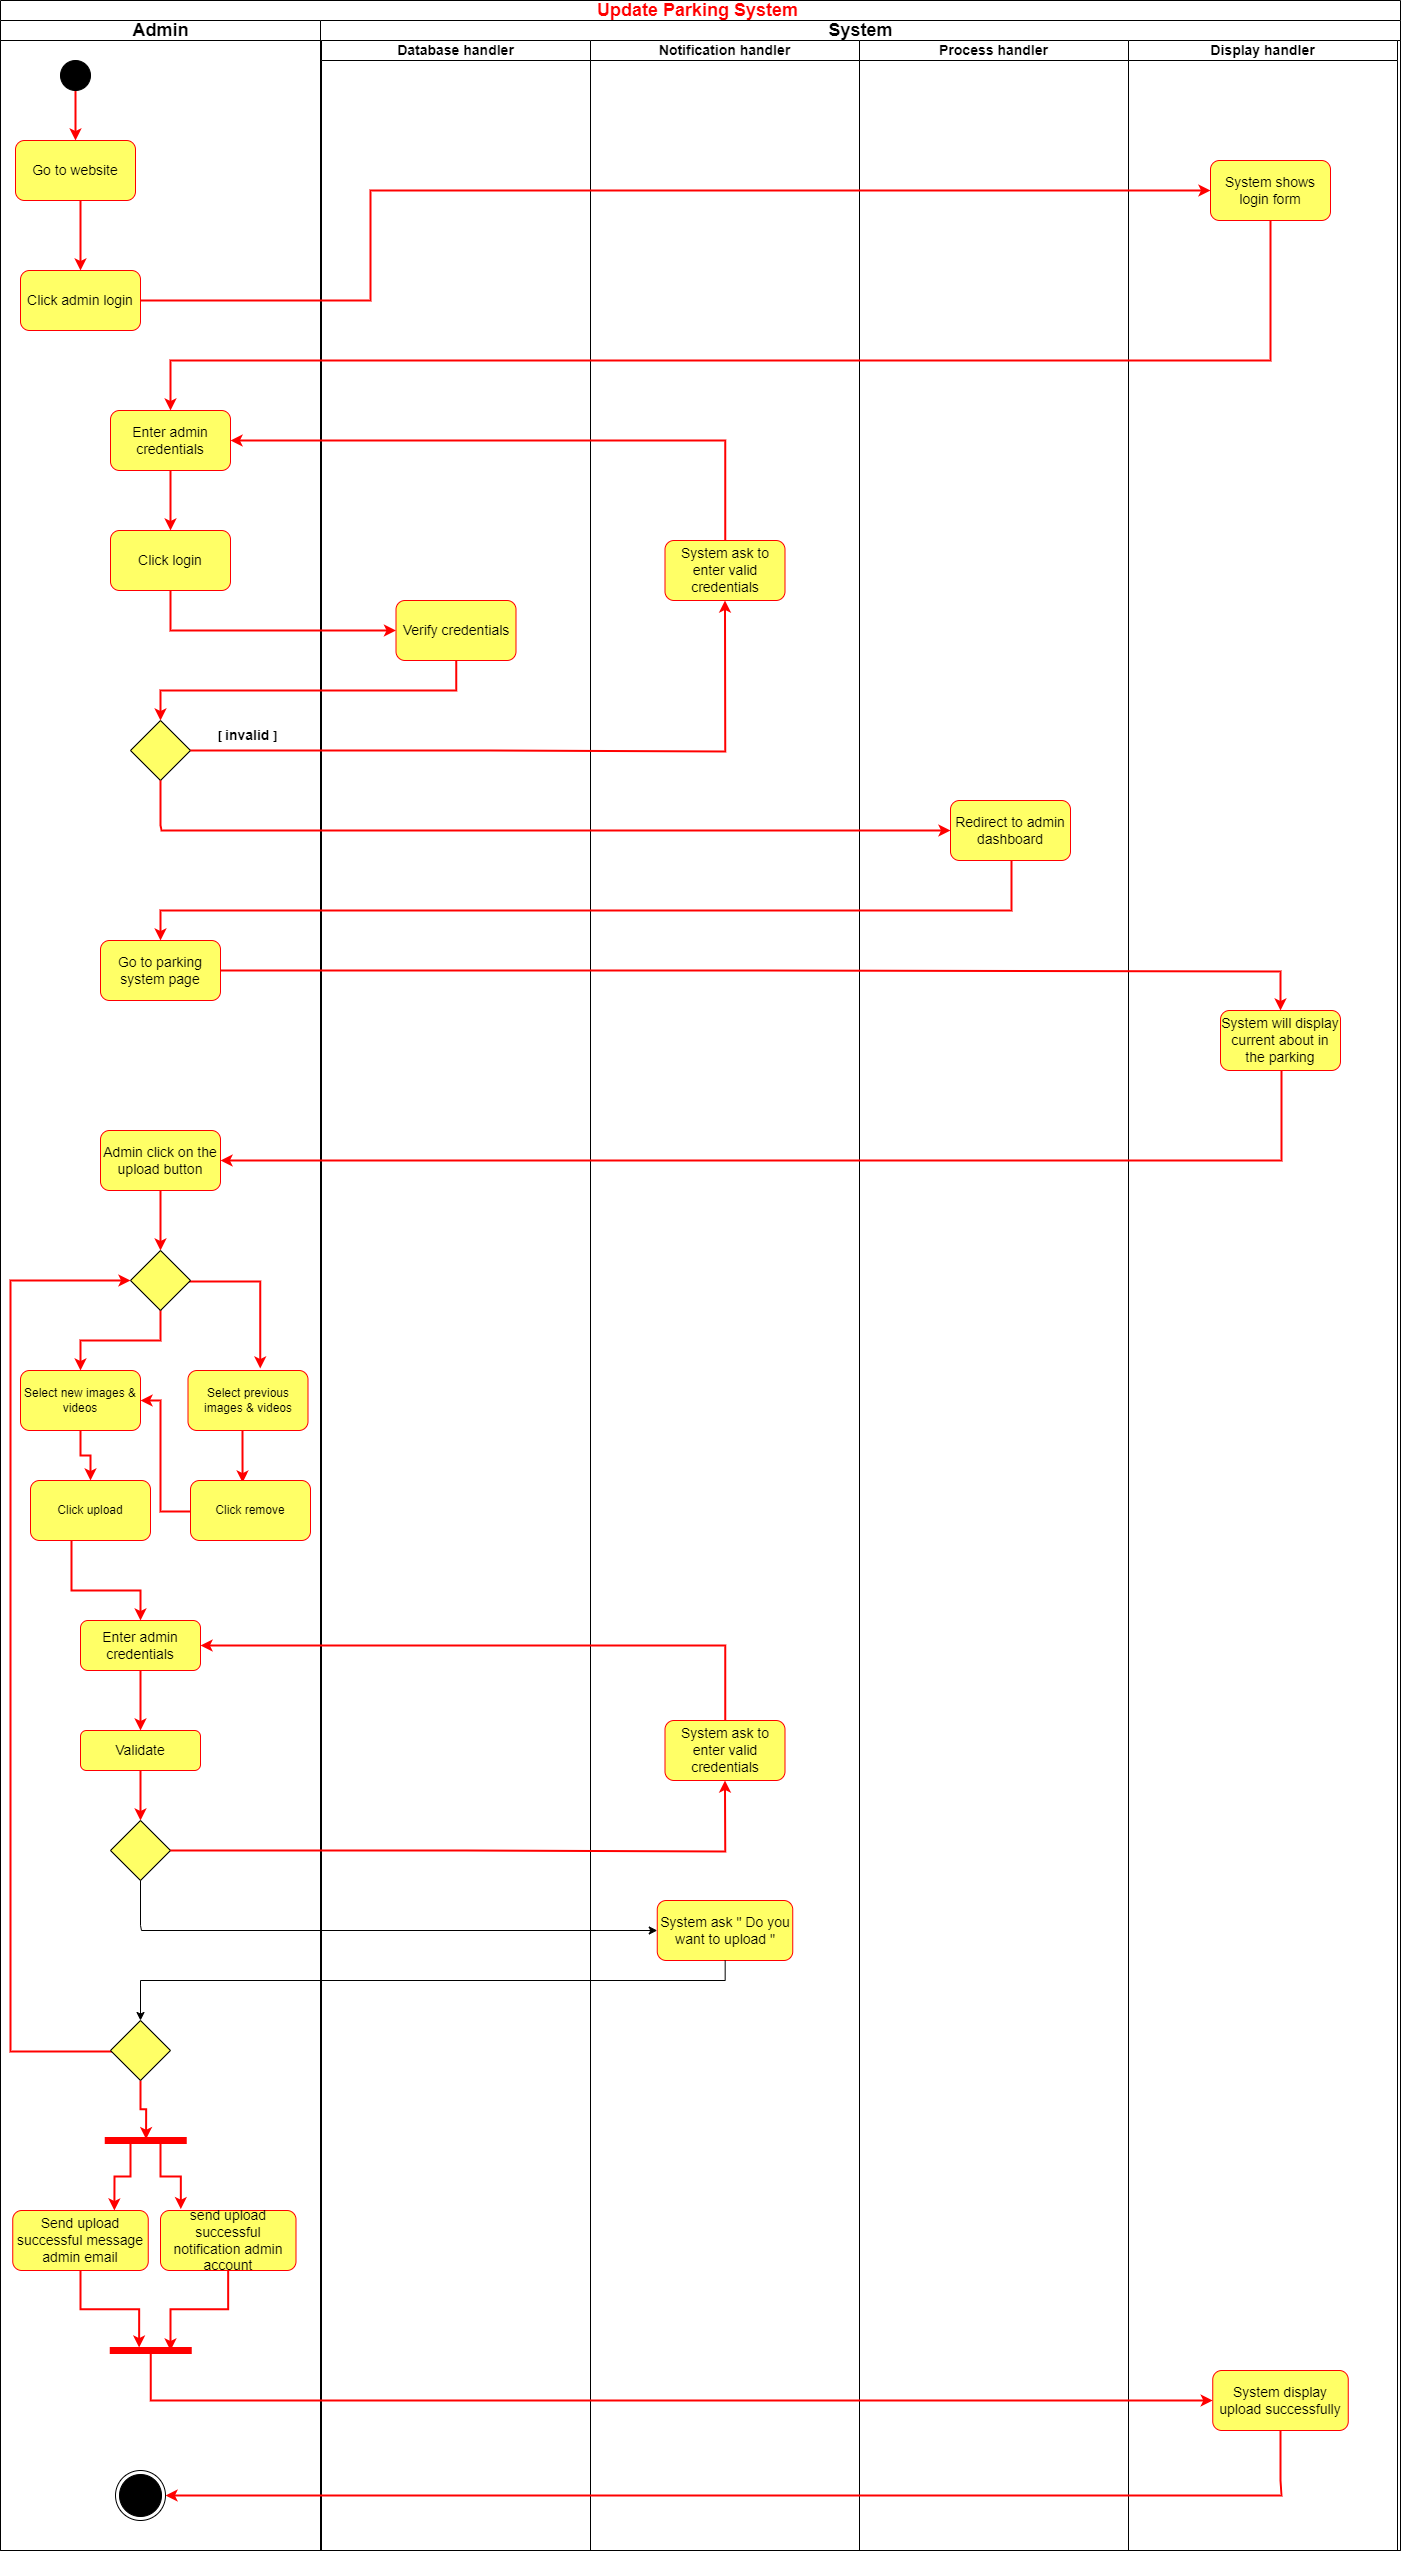 Update Parking System
Admin
System
Database handler
Notification handler
Process handler
Display handler
Go to website
System shows
login form
Click admin login
Enter admin
credentials
Click login
System ask to
enter valid
credentials
Verify credentials
[ invalid ]
Redirect to admin
dashboard
Go to parking
system page
System will display
current about in
the parking
Admin click on the
upload button
Select new images &
videos
Select previous
images & videos
Click upload
Click remove
Enter admin
credentials
Validate
System ask to
enter valid
credentials
System ask " Do you
want to upload "
Send upload
successful message
admin email
send upload
successful
notification admin
account
System display
upload successfully